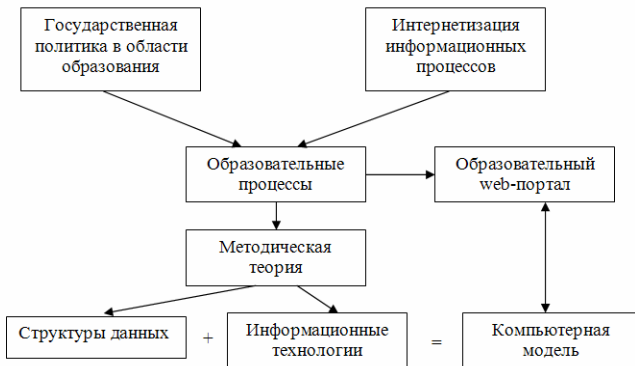 Государственная
политика в области
образования
Интернетизация
информационных
процессов
Образовательные
процессы
Образовательный
web-портал
Методическая
теория
Структуры данных
+
Информационные
технологии
=
Компьютерная
модель